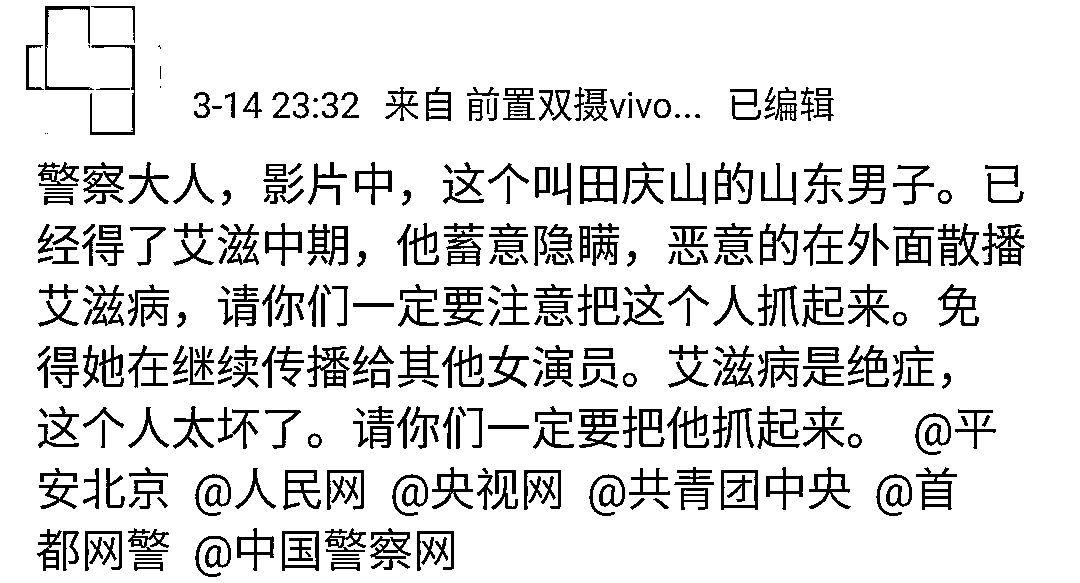 3-14 23:32 来自 前置双摄vivo... 已编辑
警察大人，影片中，这个叫田庆山的山东男子。已
经得了艾滋中期，他蓄意隐瞒，恶意的在外面散播
艾滋病，请你们一定要注意把这个人抓起来。免
得她在继续传播给其他女演员。艾滋病是绝症，
这个人太坏了。请你们一定要把他抓起来。 @平
安北京 @人民网 @央视网 @共青团中央 @首
都网警 @中国警察网